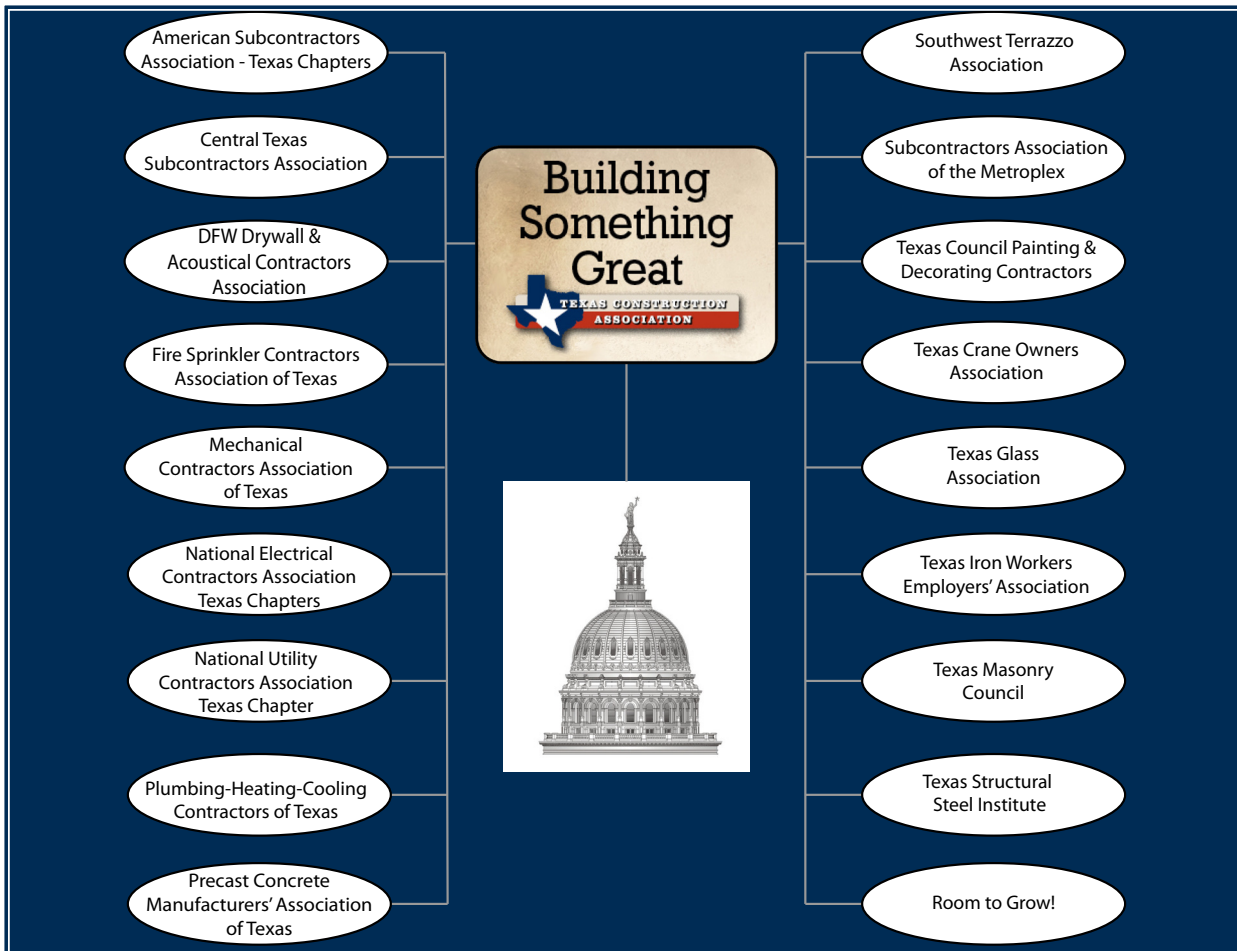 American Subcontractors
Association - Texas Chapters
Central Texas
Subcontractors Association
DFW Drywall &
Acoustical Contractors
Association
Fire Sprinkler Contractors
Association of Texas
Mechanical
Contractors Association
of Texas
National Electrical
Contractors Association
Texas Chapters
National Utility
Contractors Association
Texas Chapter
Plumbing-Heating-Cooling
Contractors of Texas
Precast Concrete
Manufacturers’ Association
of Texas
Building
Something
Great
TEXAS CONSTRUCTION
ASSOCIATION
Southwest Terrazzo
Association
Subcontractors Association
of the Metroplex
Texas Council Painting &
Decorating Contractors
Texas Crane Owners
Association
Texas Glass
Association
Texas Iron Workers
Employers’ Association
Texas Masonry
Council
Texas Structural
Steel Institute
Room to Grow!